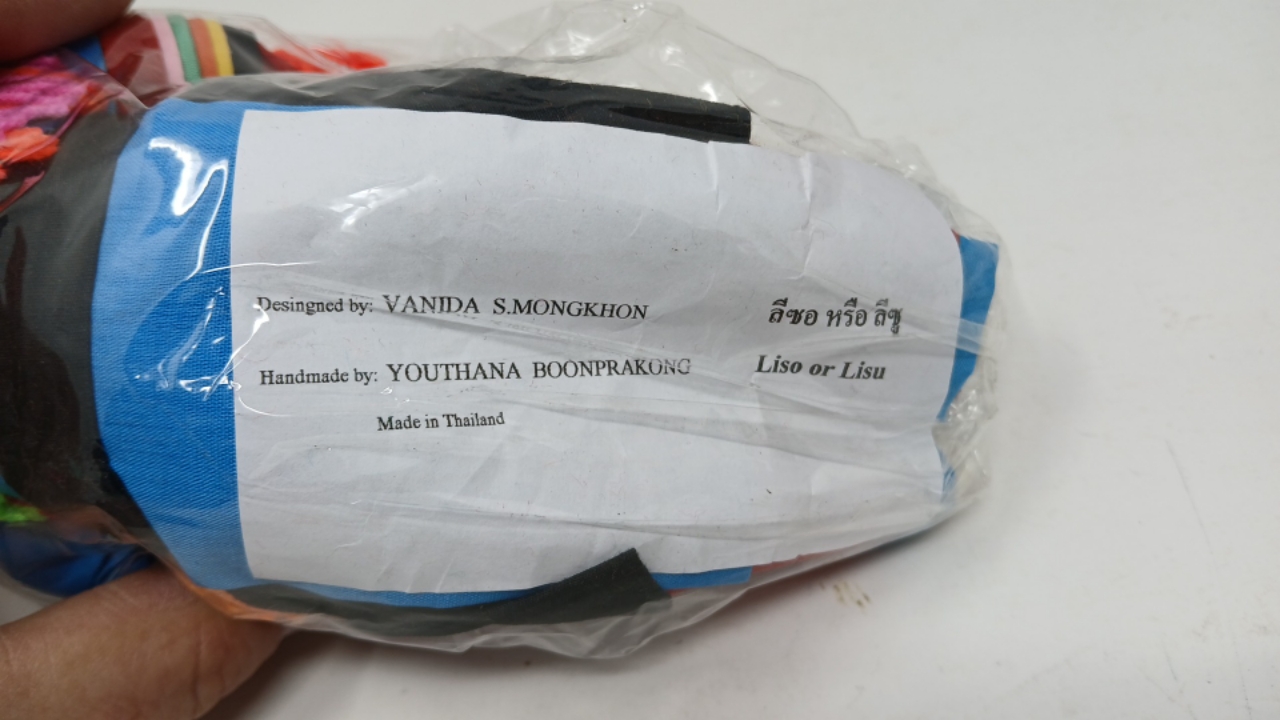 Desingned by: VANIDA S.MONGKHON
ลีซอ หรือ ลีซู
Handmade by: YOUTHANA BOONPRAKONG
Liso or Lisu
Made in Thailand